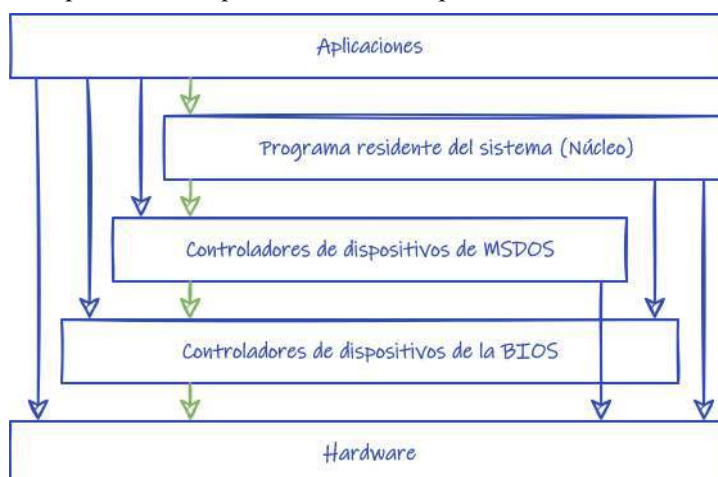 Aplicaciones
Programa residente del sistema (Núcleo)
Controladores de dispositivos de MSDOS
Controladores de dispositivos de la BIOS
Hardware